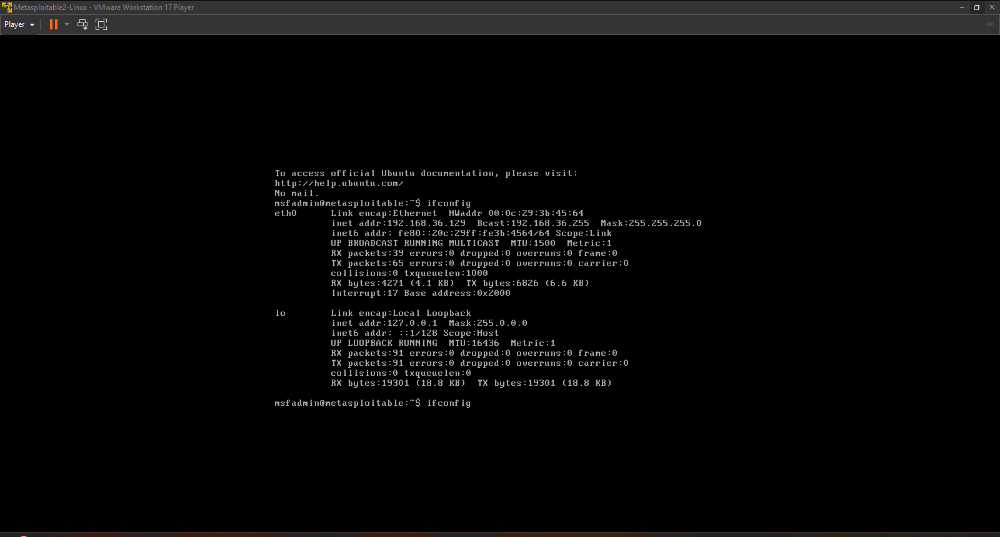 Metasploitable2-Linux - VMware Workstation 17 Player
Player
To access official Ubuntu documentation, please visit:
http://help.ubuntu.com/
No mail.
msfadmin@metasploitable:~$ ifconfig
eth0      Link encap:Ethernet  HWaddr 00:0c:29:3b:45:64
          inet addr:192.168.36.129  Bcast:192.168.36.255  Mask:255.255.255.0
          inet6 addr: fe80::20c:29ff:fe3b:4564/64 Scope:Link
          UP BROADCAST RUNNING MULTICAST  MTU:1500  Metric:1
          RX packets:39 errors:0 dropped:0 overruns:0 frame:0
          TX packets:65 errors:0 dropped:0 overruns:0 carrier:0
          collisions:0 txqueuelen:1000
          RX bytes:4271 (4.1 KB)  TX bytes:6826 (6.6 KB)
          Interrupt:17 Base address:0x2000
lo        Link encap:Local Loopback
          inet addr:127.0.0.1  Mask:255.0.0.0
          inet6 addr: ::1/128 Scope:Host
          UP LOOPBACK RUNNING  MTU:16436  Metric:1
          RX packets:91 errors:0 dropped:0 overruns:0 frame:0
          TX packets:91 errors:0 dropped:0 overruns:0 carrier:0
          collisions:0 txqueuelen:0
          RX bytes:19301 (18.8 KB)  TX bytes:19301 (18.8 KB)
msfadmin@metasploitable:~$ ifconfig